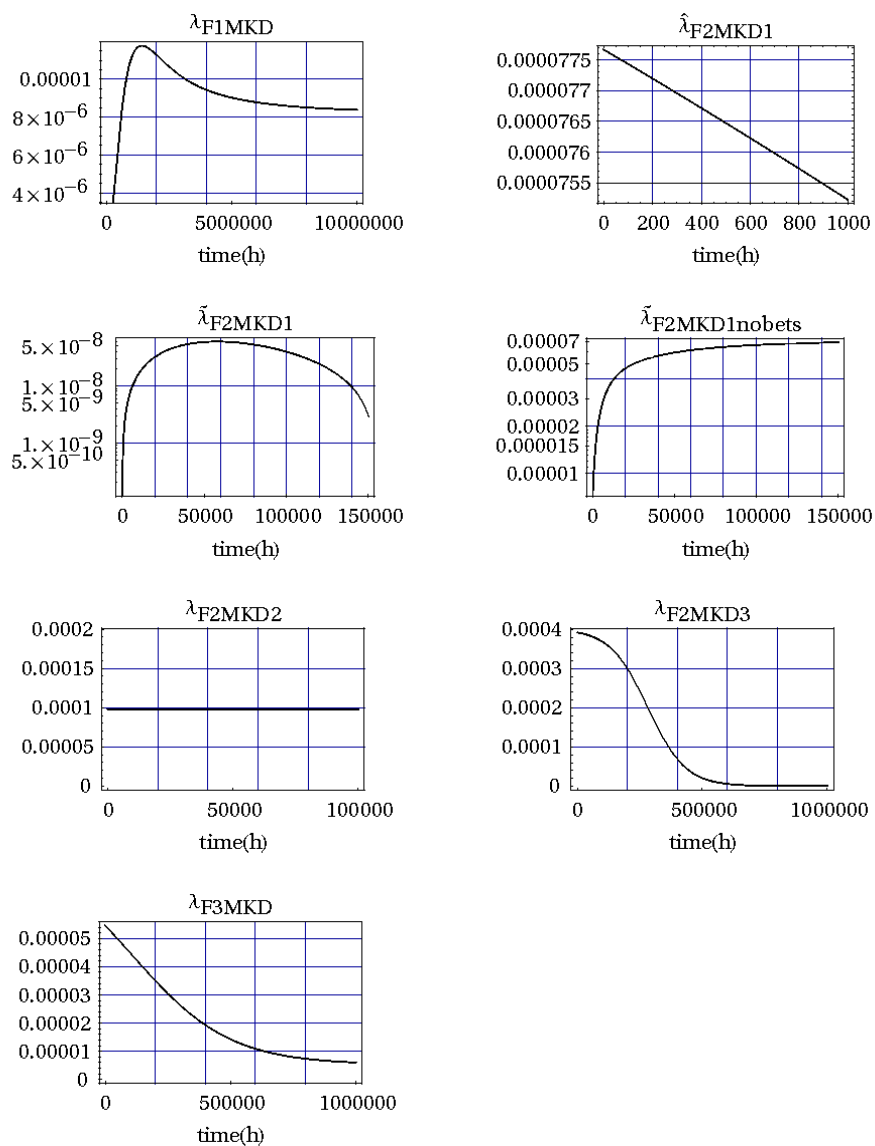 λF1MKD
0.00001
8×10⁻⁶
6×10⁻⁶
4×10⁻⁶
0 5000000 10000000
time(h)
λ̂F2MKD1
0.0000775
0.000077
0.0000765
0.000076
0.0000755
0 200 400 600 800 1000
time(h)
λ̃F2MKD1
5.×10⁻⁸
1.×10⁻⁸
5.×10⁻⁹
1.×10⁻⁹
5.×10⁻¹⁰
0 50000 100000 150000
time(h)
λ̃F2MKD1nobets
0.00007
0.00005
0.00003
0.00002
0.000015
0.00001
0 50000 100000 150000
time(h)
λF2MKD2
0.0002
0.00015
0.0001
0.00005
0
0 50000 100000
time(h)
λF2MKD3
0.0004
0.0003
0.0002
0.0001
0
0 500000 1000000
time(h)
λF3MKD
0.00005
0.00004
0.00003
0.00002
0.00001
0
0 500000 1000000
time(h)